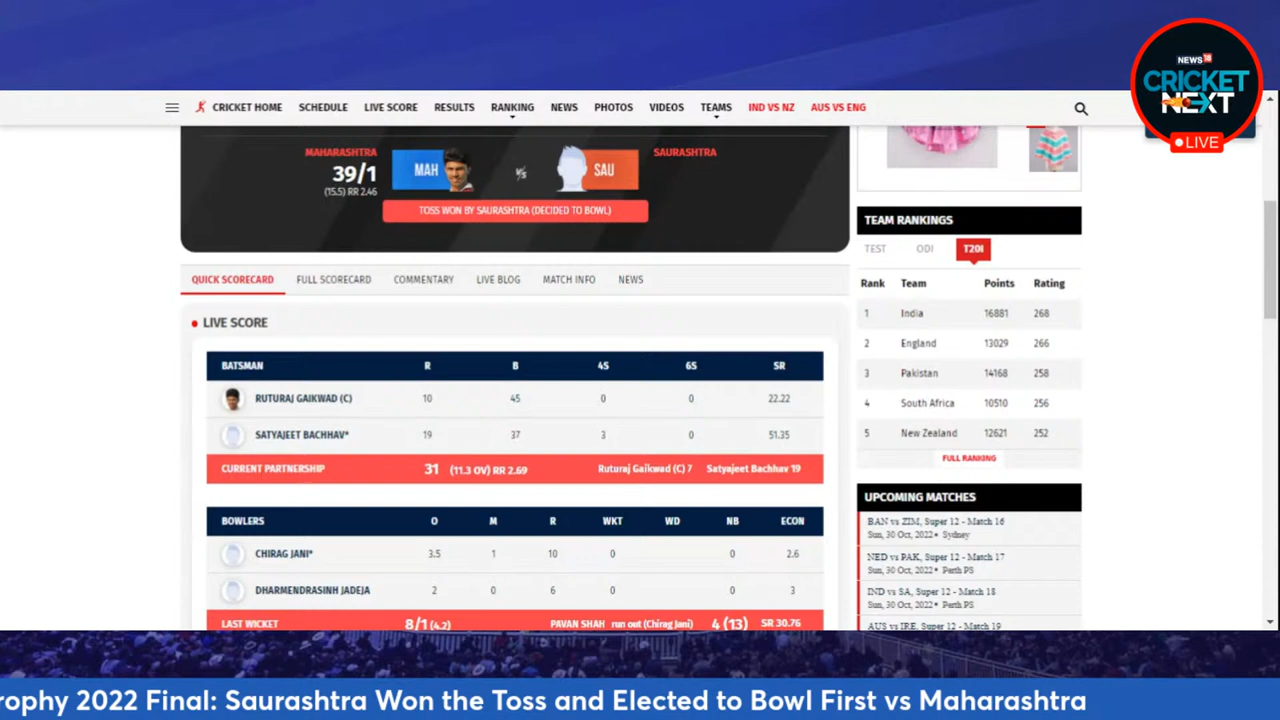 NEWS 18
CRICKET
NEXT
LIVE
CRICKET HOME SCHEDULE LIVE SCORE RESULTS RANKING NEWS PHOTOS VIDEOS TEAMS IND VS NZ AUS VS ENG
MAHARASHTRA
39/1
(15.5) RR 2.46
MAH V/S SAU
SAURASHTRA
TOSS WON BY SAURASHTRA (DECIDED TO BOWL)
QUICK SCORECARD FULL SCORECARD COMMENTARY LIVE BLOG MATCH INFO NEWS
LIVE SCORE
BATSMAN R B 4S 6S SR
RUTURAJ GAIKWAD (C) 10 45 0 0 22.22
SATYAJEET BACHHAV* 19 37 3 0 51.35
CURRENT PARTNERSHIP 31 (11.3 OV) RR 2.69 Ruturaj Gaikwad (C) 7 Satyajeet Bachhav 19
BOWLERS O M R WKT WD NB ECON
CHIRAG JANI* 3.5 1 10 0 0 2.6
DHARMENDRASINH JADEJA 2 0 6 0 0 3
LAST WICKET 8/1 (4.2) PAVAN SHAH run out (Chirag Jani) 4 (13) SR 30.76
TEAM RANKINGS
TEST ODI T20I
Rank Team Points Rating
1 India 16881 268
2 England 13029 266
3 Pakistan 14168 258
4 South Africa 10510 256
5 New Zealand 12621 252
FULL RANKING
UPCOMING MATCHES
BAN vs ZIM, Super 12 - Match 16
Sun, 30 Oct, 2022 • Sydney
NED vs PAK, Super 12 - Match 17
Sun, 30 Oct, 2022 • Perth PS
IND vs SA, Super 12 - Match 18
Sun, 30 Oct, 2022 • Perth PS
AUS vs IRE, Super 12 - Match 19
rophy 2022 Final: Saurashtra Won the Toss and Elected to Bowl First vs Maharashtra